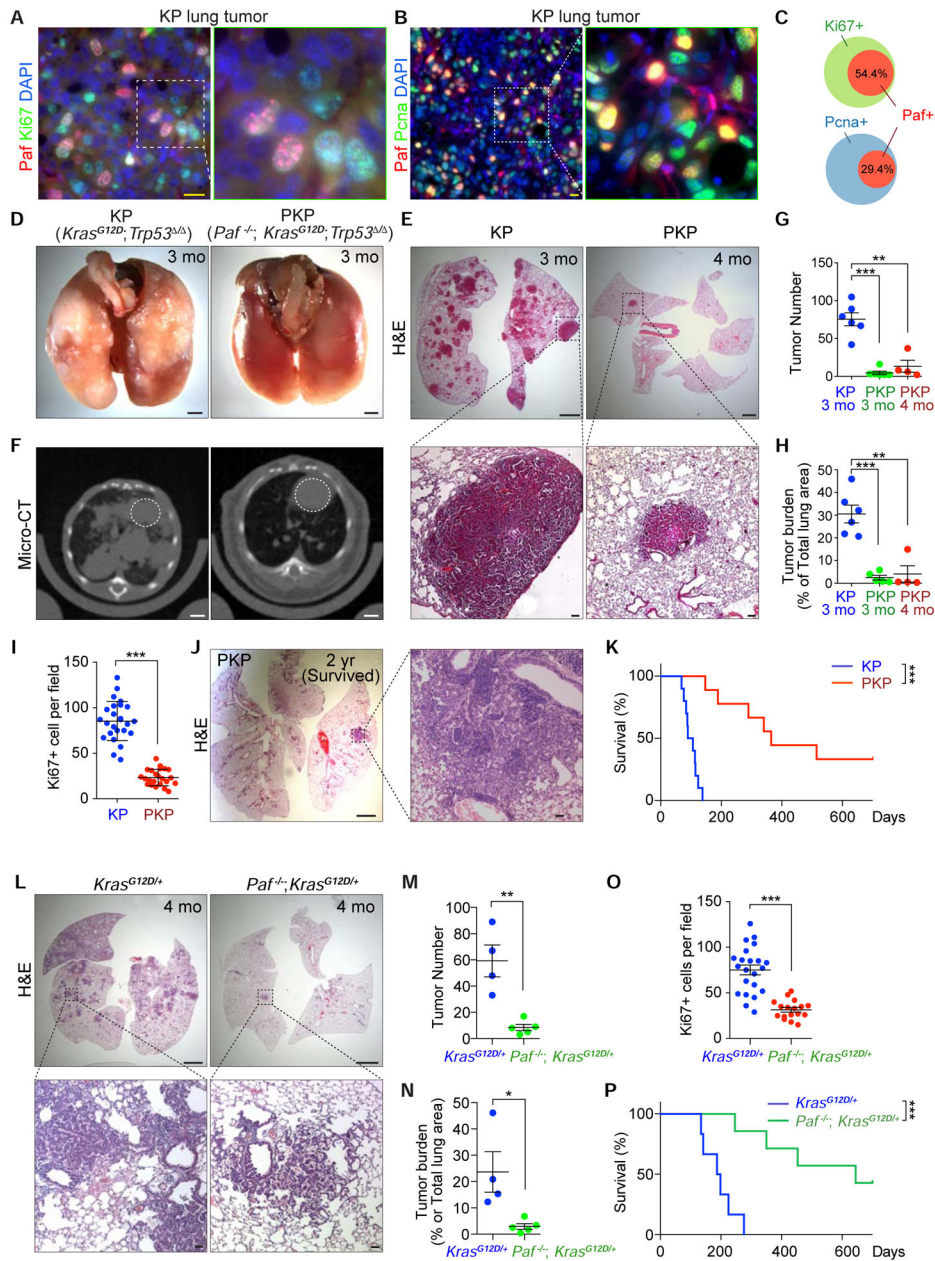 A
KP lung tumor
Paf Ki67 DAPI
B
KP lung tumor
Paf Pcna DAPI
C
Ki67+
54.4%
Paf+
Pcna+
29.4%
D
KP
(KrasG12D; Trp53Δ/Δ)
3 mo
PKP
(Paf -/-; KrasG12D; Trp53Δ/Δ)
3 mo
E
KP
PKP
H&E
3 mo
4 mo
F
Micro-CT
G
Tumor Number
150
100
50
0
***
**
KP
3 mo
PKP
3 mo
PKP
4 mo
H
Tumor burden
(% of Total lung area)
50
40
30
20
10
0
***
**
KP
3 mo
PKP
3 mo
PKP
4 mo
I
Ki67+ cell per field
150
100
50
0
***
KP
PKP
J
H&E
PKP
2 yr
(Survived)
K
Survival (%)
100
50
0
0
200
400
600
Days
KP
PKP
***
L
KrasG12D/+
Paf-/-; KrasG12D/+
H&E
4 mo
4 mo
M
Tumor Number
100
80
60
40
20
0
**
KrasG12D/+
Paf-/-; KrasG12D/+
N
Tumor burden
(% or Total lung area)
50
40
30
20
10
0
*
KrasG12D/+
Paf-/-; KrasG12D/+
O
Ki67+ cells per field
150
100
50
0
***
KrasG12D/+
Paf-/-; KrasG12D/+
P
Survival (%)
100
50
0
0
200
400
600
Days
KrasG12D/+
Paf-/-; KrasG12D/+
***